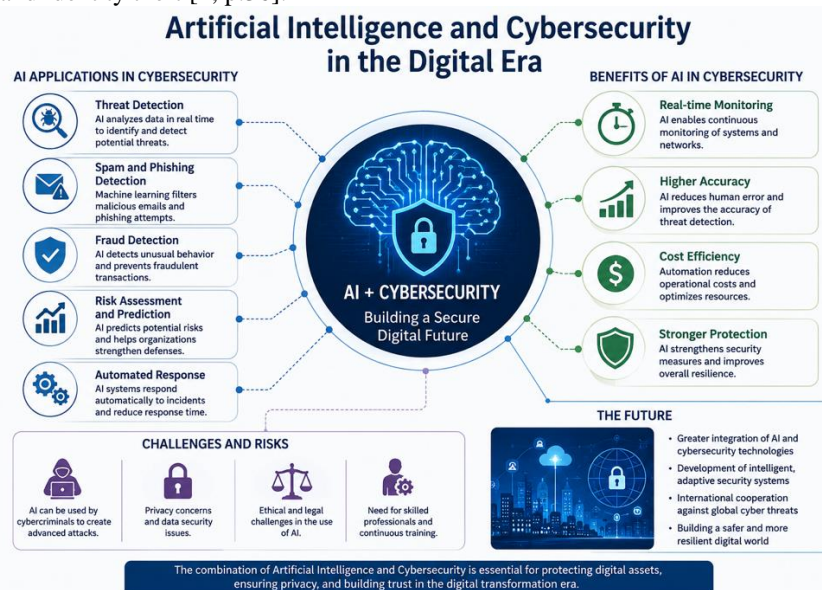 Artificial Intelligence and Cybersecurity
in the Digital Era
AI APPLICATIONS IN CYBERSECURITY
Threat Detection
AI analyzes data in real time
to identify and detect
potential threats.
Spam and Phishing
Detection
Machine learning filters
malicious emails and
phishing attempts.
Fraud Detection
AI detects unusual behavior
and prevents fraudulent
transactions.
Risk Assessment
and Prediction
AI predicts potential risks
and helps organizations
strengthen defenses.
Automated Response
AI systems respond
automatically to incidents
and reduce response time.
AI + CYBERSECURITY
Building a Secure
Digital Future
BENEFITS OF AI IN CYBERSECURITY
Real-time Monitoring
AI enables continuous
monitoring of systems and
networks.
Higher Accuracy
AI reduces human error and
improves the accuracy of
threat detection.
$
Cost Efficiency
Automation reduces
operational costs and
optimizes resources.
Stronger Protection
AI strengthens security
measures and improves
overall resilience.
CHALLENGES AND RISKS
AI can be used by
cybercriminals to create
advanced attacks.
Privacy concerns
and data security
issues.
Ethical and legal
challenges in the use
of AI.
Need for skilled
professionals and
continuous training.
THE FUTURE
• Greater integration of AI and
cybersecurity technologies
• Development of intelligent,
adaptive security systems
• International cooperation
against global cyber threats
• Building a safer and more
resilient digital world
The combination of Artificial Intelligence and Cybersecurity is essential for protecting digital assets,
ensuring privacy, and building trust in the digital transformation era.